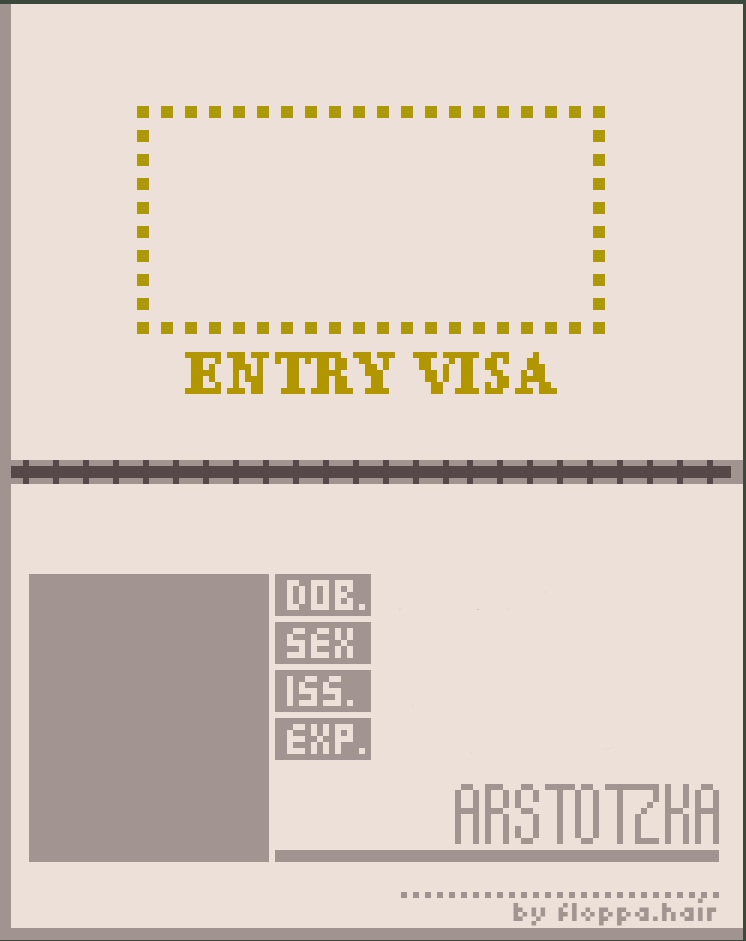 ENTRY VISA
DOB.
SEX
ISS.
EXP.
ARSTOTZKA
by floppa.hair